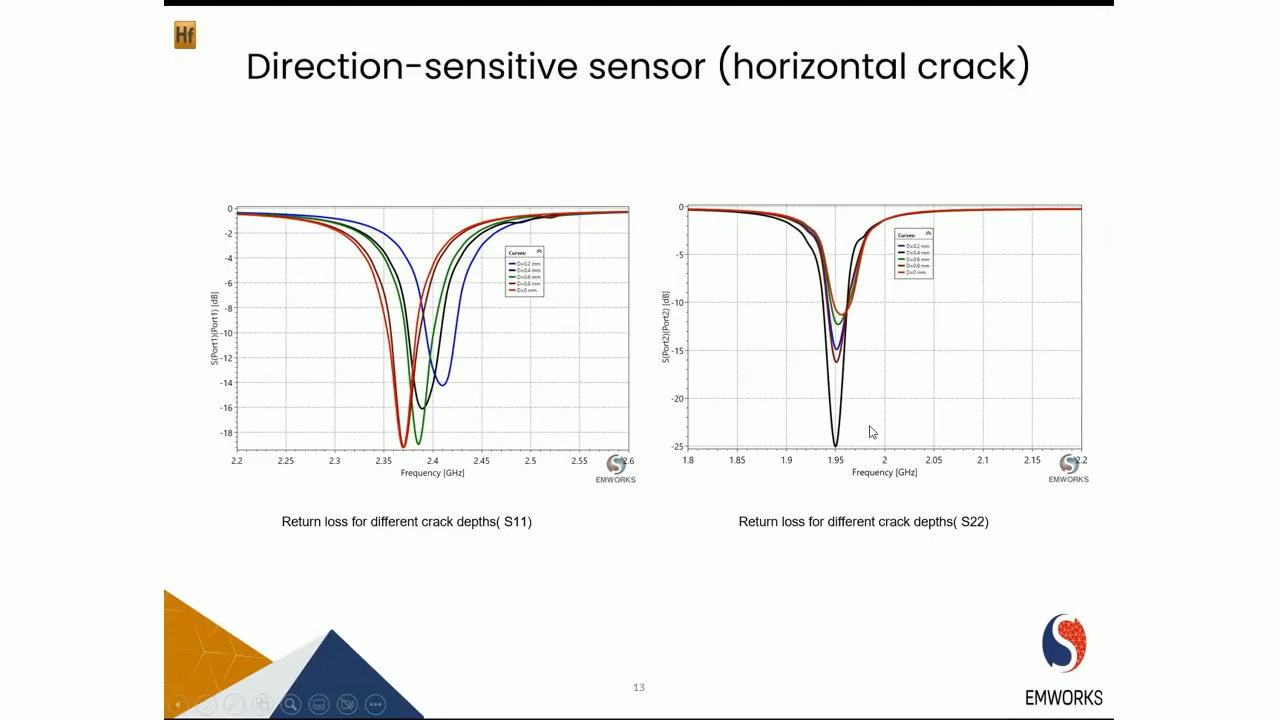 Hf
Direction-sensitive sensor (horizontal crack)
0
-2
-4
-6
-8
-10
-12
-14
-16
-18
S(Port1)(Port1) [dB]
2.2 2.25 2.3 2.35 2.4 2.45 2.5 2.55 2.6
Frequency [GHz]
Curves:
D=0.2 mm
D=0.4 mm
D=0.6 mm
D=0.8 mm
D=0 mm
EMWORKS
Return loss for different crack depths( S11)
0
-5
-10
-15
-20
-25
S(Port2)(Port2) [dB]
1.8 1.85 1.9 1.95 2 2.05 2.1 2.15 2.2
Frequency [GHz]
Curves:
D=0.2 mm
D=0.4 mm
D=0.6 mm
D=0.8 mm
D=0 mm
EMWORKS
Return loss for different crack depths( S22)
13
EMWORKS